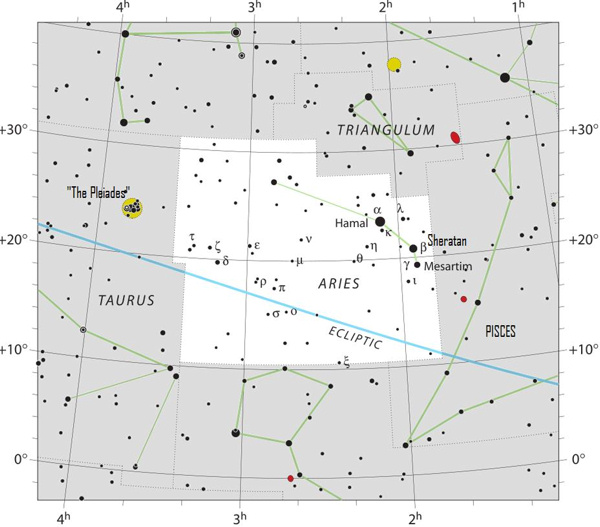 4h 3h 2h 1h
+30°
TRIANGULUM
+30°
"The Pleiades"
α λ
Hamal
κ
Sheratan
β
τ ζ ε ν η
+20°
δ μ θ γ Mesartim
+20°
ρ π ARIES ι
TAURUS
σ ο
ECLIPTIC
PISCES
+10°
ξ
+10°
0°
0°
4h 3h 2h